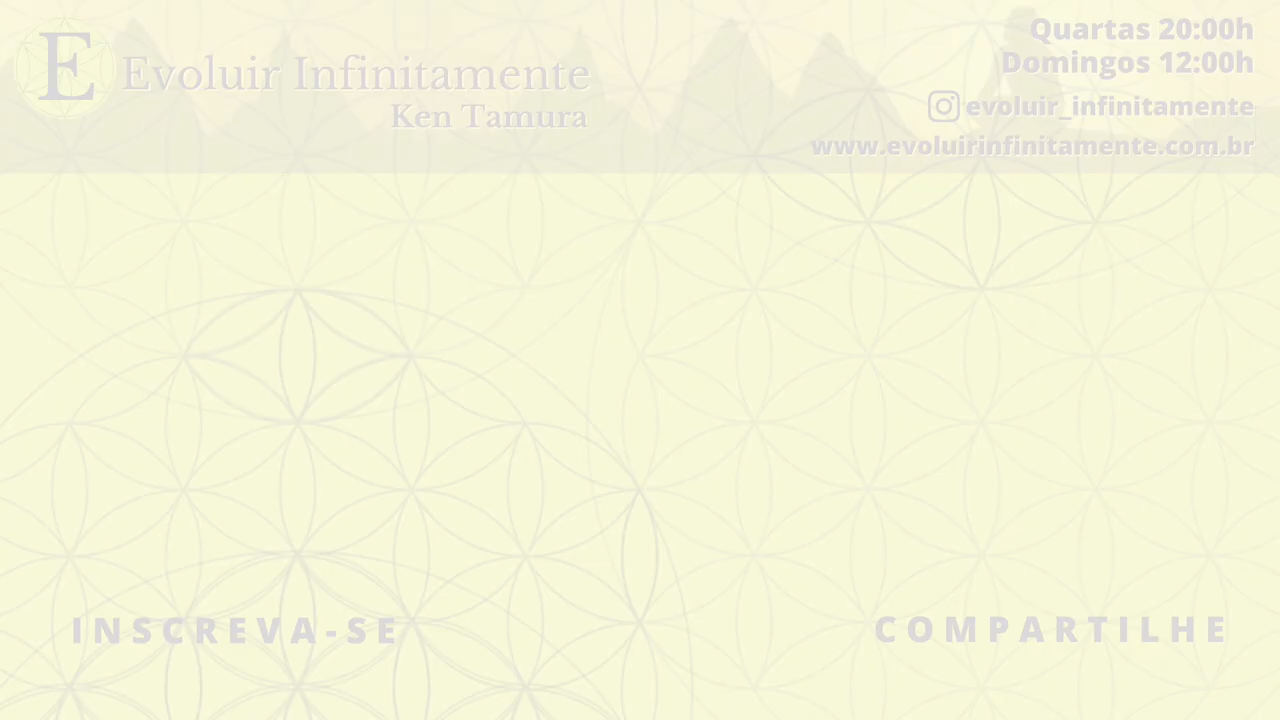 E
Evoluir Infinitamente
Ken Tamura
Quartas 20:00h
Domingos 12:00h
evoluir_infinitamente
www.evoluirinfinitamente.com.br
INSCREVA-SE
COMPARTILHE